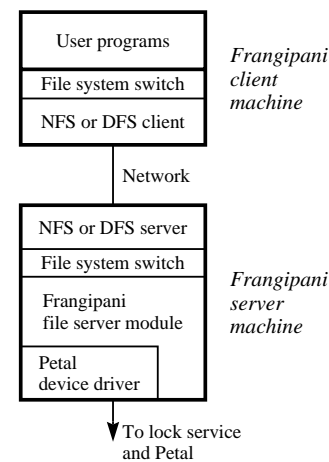 User programs
File system switch
NFS or DFS client
Frangipani
client
machine
Network
NFS or DFS server
File system switch
Frangipani
file server module
Petal
device driver
Frangipani
server
machine
To lock service
and Petal